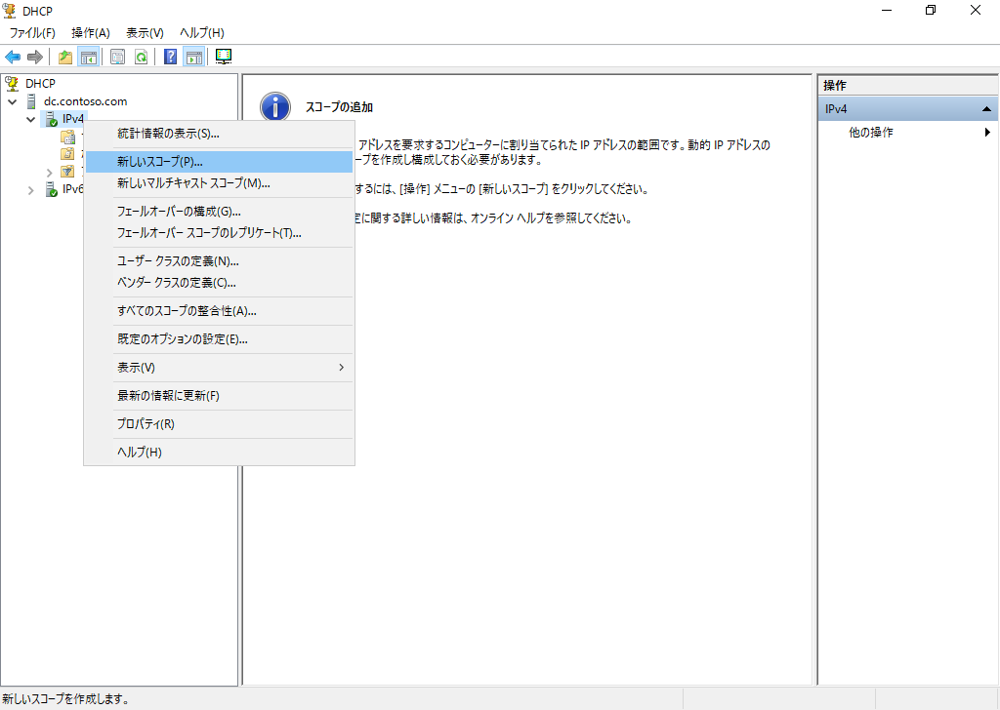 DHCP
ファイル(F) 操作(A) 表示(V) ヘルプ(H)
DHCP
dc.contoso.com
IPv4
IPv6
統計情報の表示(S)...
新しいスコープ(P)...
新しいマルチキャスト スコープ(M)...
フェールオーバーの構成(G)...
フェールオーバー スコープのレプリケート(T)...
ユーザー クラスの定義(N)...
ベンダー クラスの定義(C)...
すべてのスコープの整合性(A)...
既定のオプションの設定(E)...
表示(V)
最新の情報に更新(F)
プロパティ(R)
ヘルプ(H)
スコープの追加
アドレスを要求するコンピューターに割り当てられた IP アドレスの範囲です。動的 IP アドレスの
ープを作成し構成しておく必要があります。
するには、[操作] メニューの [新しいスコープ] をクリックしてください。
定に関する詳しい情報は、オンライン ヘルプを参照してください。
操作
IPv4
他の操作
新しいスコープを作成します。